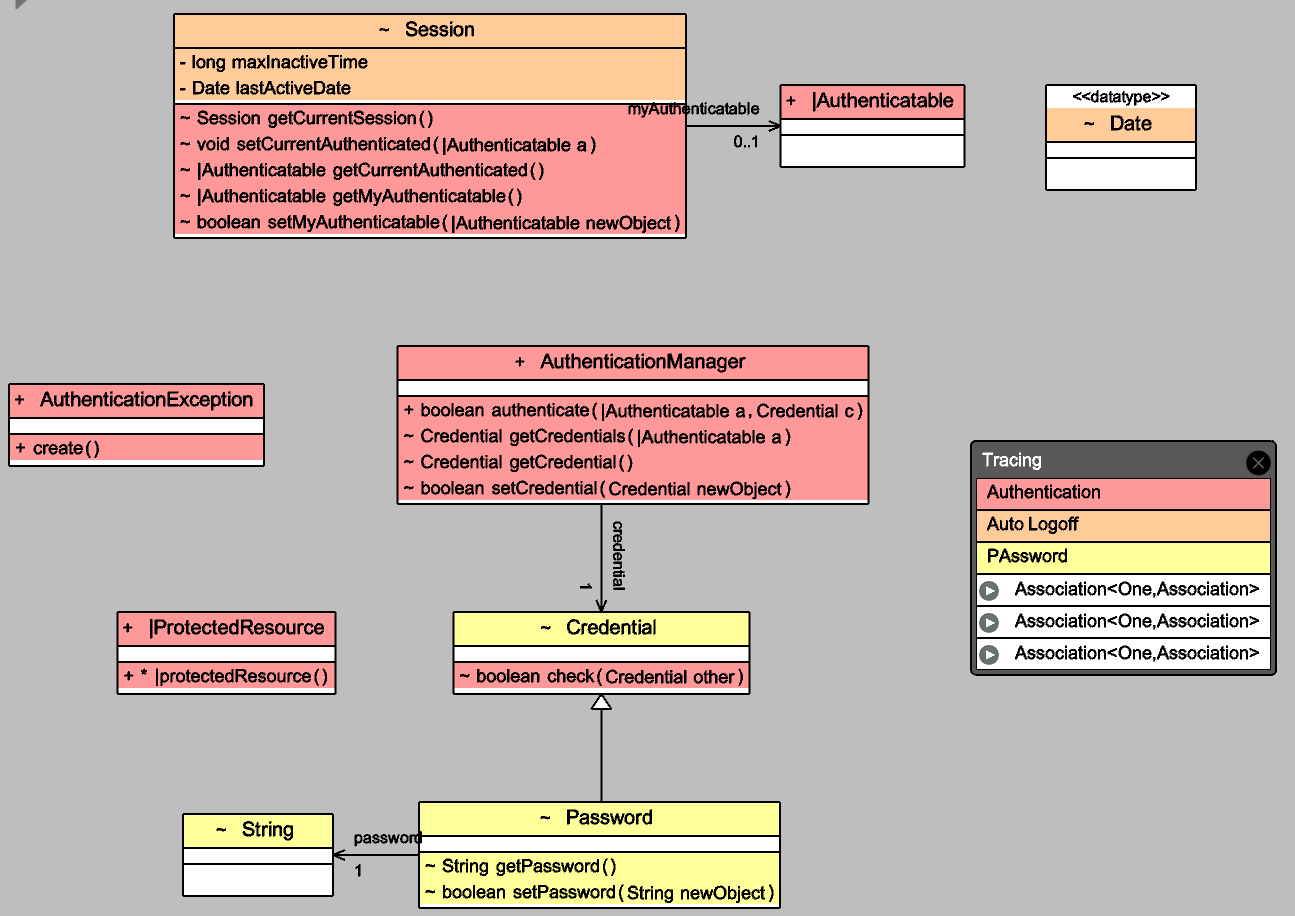 ~ Session
- long maxInactiveTime
- Date lastActiveDate
~ Session getCurrentSession()
~ void setCurrentAuthenticated(|Authenticatable a)
~ |Authenticatable getCurrentAuthenticated()
~ |Authenticatable getMyAuthenticatable()
~ boolean setMyAuthenticatable(|Authenticatable newObject)
myAuthenticatable
0..1
+ |Authenticatable
<<datatype>>
~ Date
+ AuthenticationException
+ create()
+ AuthenticationManager
+ boolean authenticate(|Authenticatable a, Credential c)
~ Credential getCredentials(|Authenticatable a)
~ Credential getCredential()
~ boolean setCredential(Credential newObject)
credential
1
Tracing
Authentication
Auto Logoff
PAssword
Association<One,Association>
Association<One,Association>
Association<One,Association>
+ |ProtectedResource
+ * |protectedResource()
~ Credential
~ boolean check(Credential other)
~ String
password
1
~ Password
~ String getPassword()
~ boolean setPassword(String newObject)